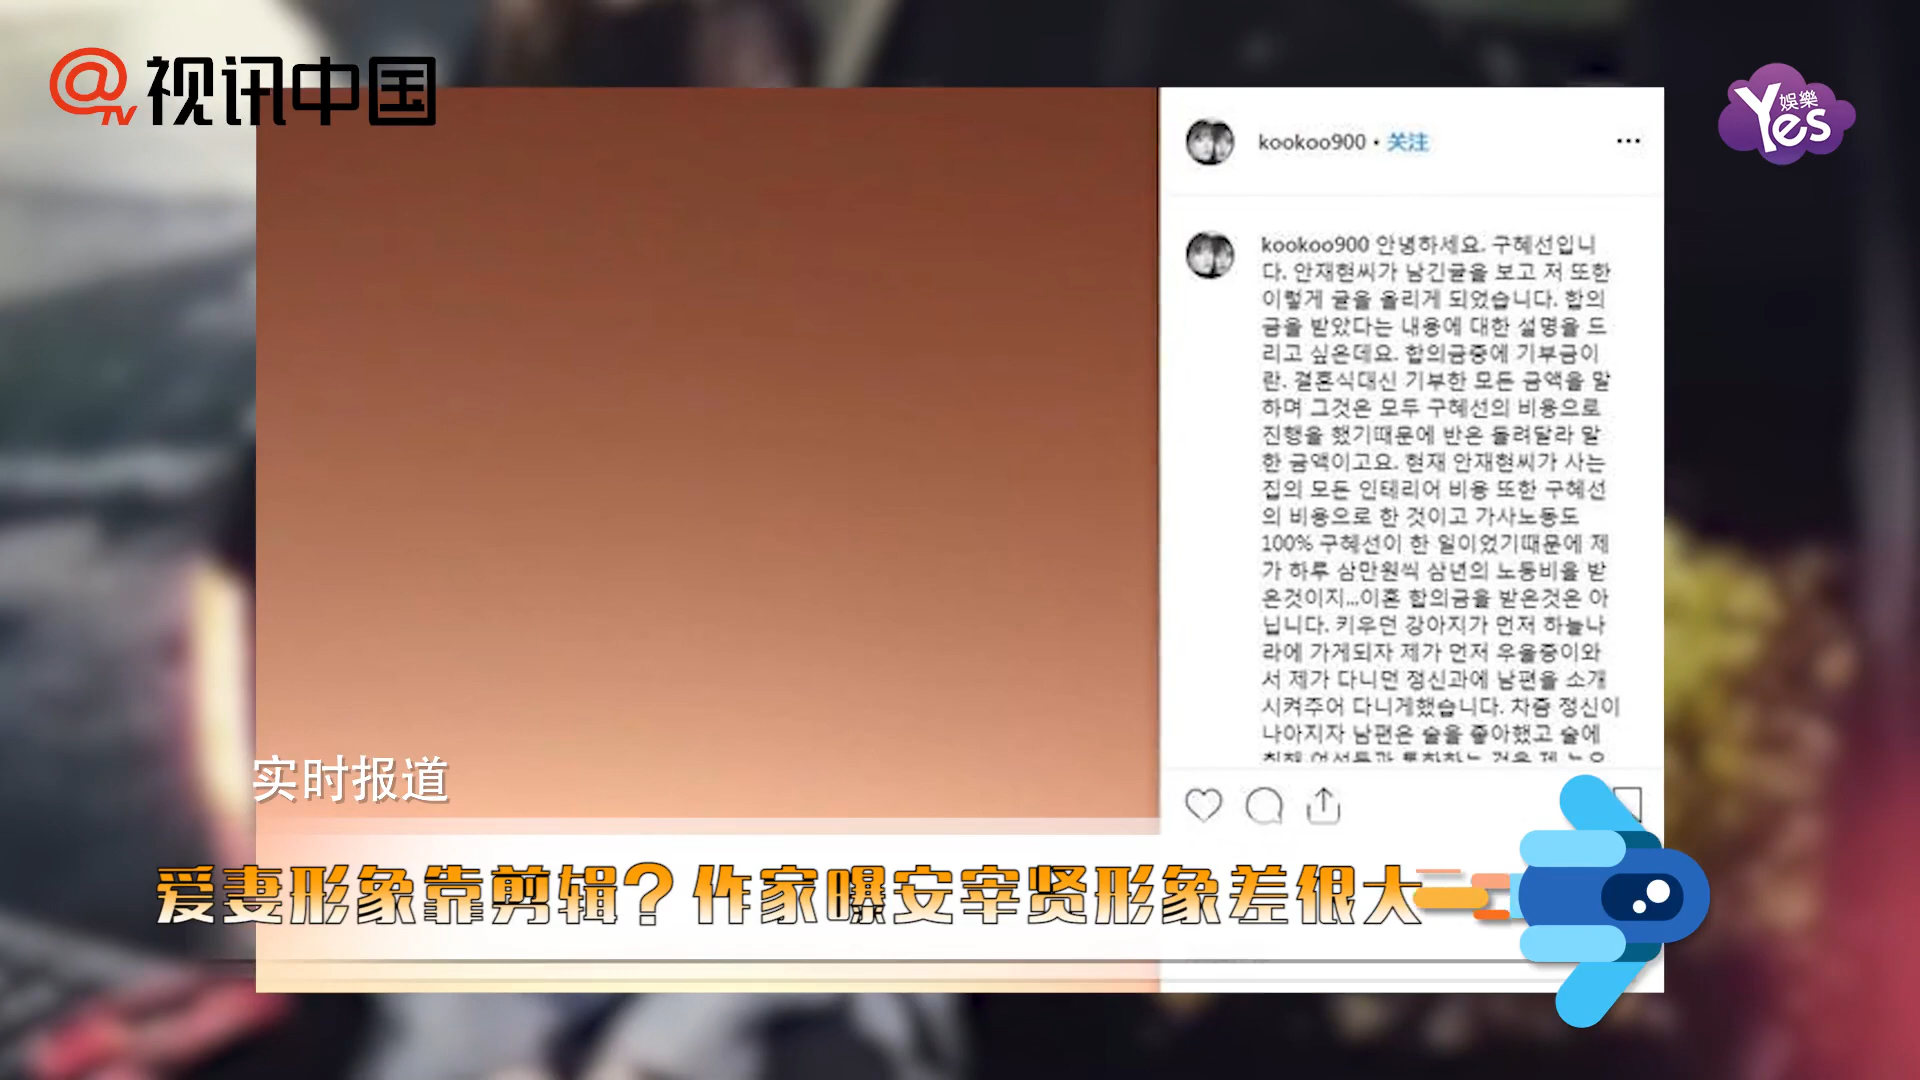 @TV 视讯中国
Yes 娛樂
kookoo900 • 关注
kookoo900 안녕하세요. 구혜선입니
다. 안재현씨가 남긴글을 보고 저 또한
이렇게 글을 올리게 되었습니다. 합의
금을 받았다는 내용에 대한 설명을 드
리고 싶은데요. 합의금중에 기부금이
란. 결혼식대신 기부한 모든 금액을 말
하며 그것은 모두 구혜선의 비용으로
진행을 했기때문에 반은 돌려달라 말
한 금액이고요. 현재 안재현씨가 사는
집의 모든 인테리어 비용 또한 구혜선
의 비용으로 한 것이고 가사노동도
100% 구혜선이 한 일이었기때문에 제
가 하루 삼만원씩 삼년의 노동비를 받
은것이지...이혼 합의금을 받은것은 아
닙니다. 키우던 강아지가 먼저 하늘나
라에 가게되자 제가 먼저 우울증이와
서 제가 다니던 정신과에 남편을 소개
시켜주어 다니게했습니다. 차츰 정신이
나아지자 남편은 술을 좋아했고 술에
实时报道
爱妻形象靠剪辑？作家曝安宰贤形象差很大